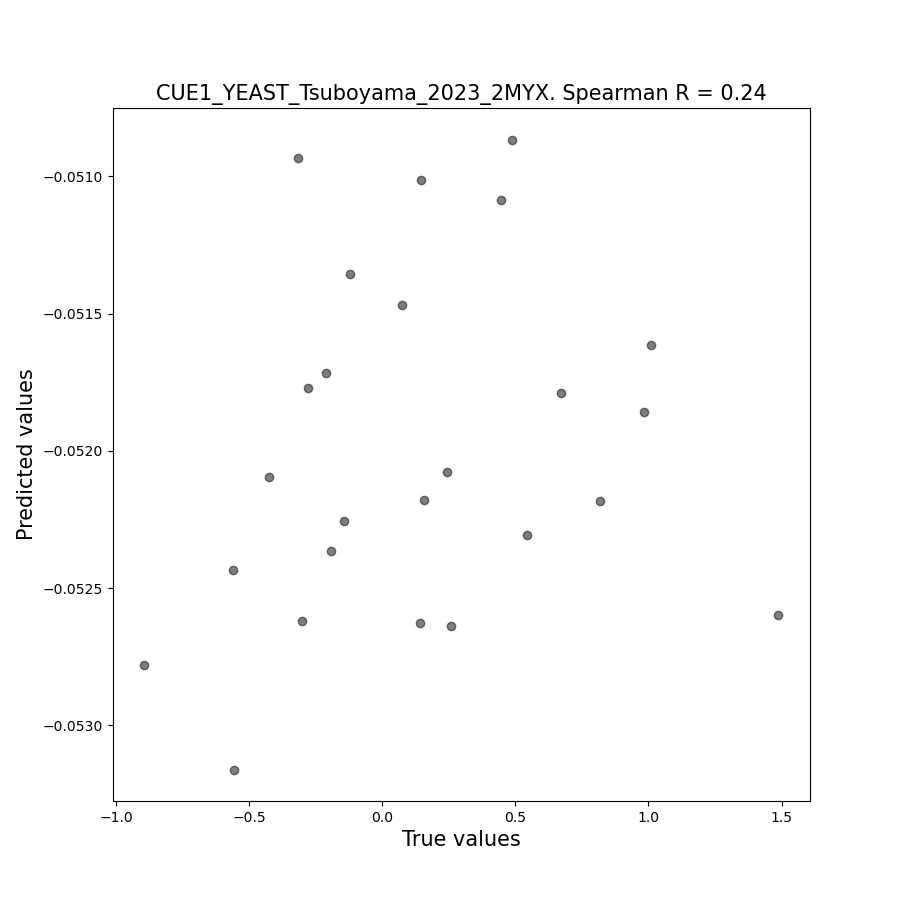 CUE1_YEAST_Tsuboyama_2023_2MYX. Spearman R = 0.24
Predicted values
−0.0510
−0.0515
−0.0520
−0.0525
−0.0530
−1.0 −0.5 0.0 0.5 1.0 1.5
True values